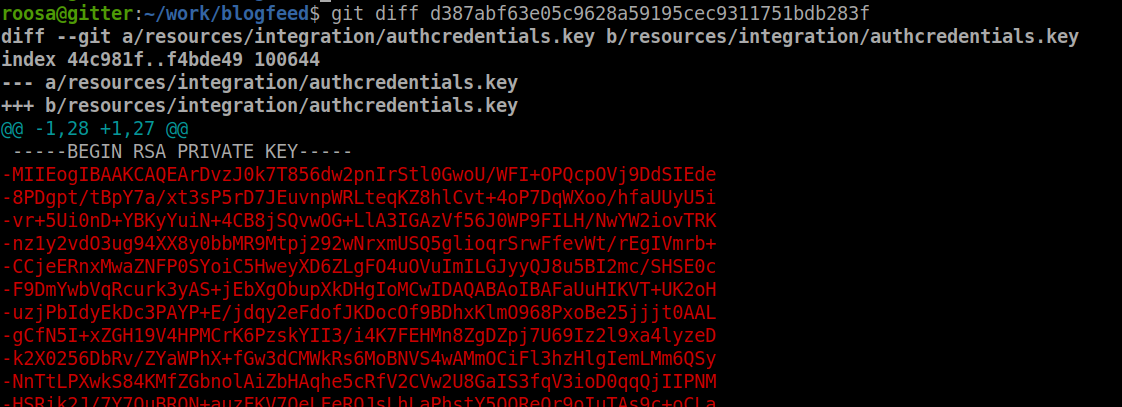 roosa@gitter:~/work/blogfeed$ git diff d387abf63e05c9628a59195cec9311751bdb283f
diff --git a/resources/integration/authcredentials.key b/resources/integration/authcredentials.key
index 44c981f..f4bde49 100644
--- a/resources/integration/authcredentials.key
+++ b/resources/integration/authcredentials.key
@@ -1,28 +1,27 @@
 -----BEGIN RSA PRIVATE KEY-----
-MIIEogIBAAKCAQEArDvzJ0k7T856dw2pnIrStl0GwoU/WFI+OPQcpOVj9DdSIEde
-8PDgpt/tBpY7a/xt3sP5rD7JEuvnpWRLteqKZ8hlCvt+4oP7DqWXoo/hfaUUyU5i
-vr+5Ui0nD+YBKyYuiN+4CB8jSQvwOG+LlA3IGAzVf56J0WP9FILH/NwYW2iovTRK
-nz1y2vdO3ug94XX8y0bbMR9Mtpj292wNrxmUSQ5glioqrSrwFfevWt/rEgIVmrb+
-CCjeERnxMwaZNFP0SYoiC5HweyXD6ZLgFO4uOVuImILGJyyQJ8u5BI2mc/SHSE0c
-F9DmYwbVqRcurk3yAS+jEbXgObupXkDHgIoMCwIDAQABAoIBAFaUuHIKVT+UK2oH
-uzjPbIdyEkDc3PAYP+E/jdqy2eFdofJKDocOf9BDhxKlmO968PxoBe25jjjt0AAL
-gCfN5I+xZGH19V4HPMCrK6PzskYII3/i4K7FEHMn8ZgDZpj7U69Iz2l9xa4lyzeD
-k2X0256DbRv/ZYaWPhX+fGw3dCMWkRs6MoBNVS4wAMmOCiFl3hzHlgIemLMm6QSy
-NnTtLPXwkS84KMfZGbnolAiZbHAqhe5cRfV2CVw2U8GaIS3fqV3ioD0qqQjIIPNM